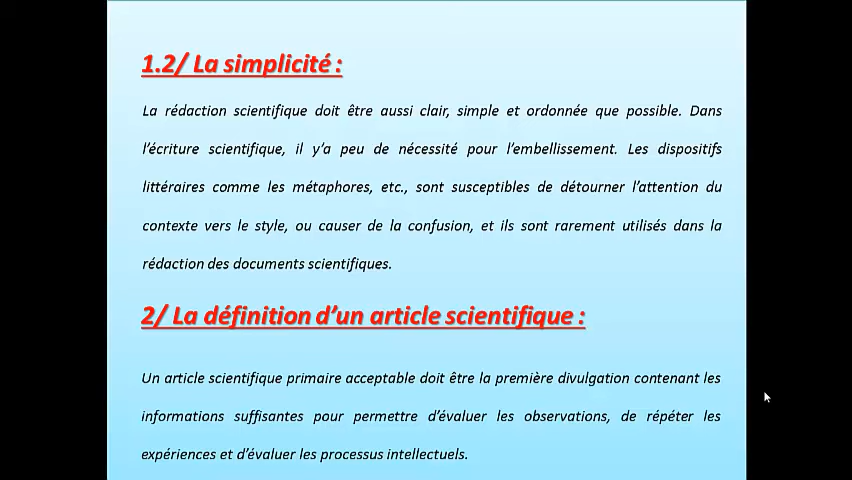 1.2/ La simplicité :
La rédaction scientifique doit être aussi clair, simple et ordonnée que possible. Dans
l’écriture scientifique, il y’a peu de nécessité pour l’embellissement. Les dispositifs
littéraires comme les métaphores, etc., sont susceptibles de détourner l’attention du
contexte vers le style, ou causer de la confusion, et ils sont rarement utilisés dans la
rédaction des documents scientifiques.
2/ La définition d’un article scientifique :
Un article scientifique primaire acceptable doit être la première divulgation contenant les
informations suffisantes pour permettre d’évaluer les observations, de répéter les
expériences et d’évaluer les processus intellectuels.